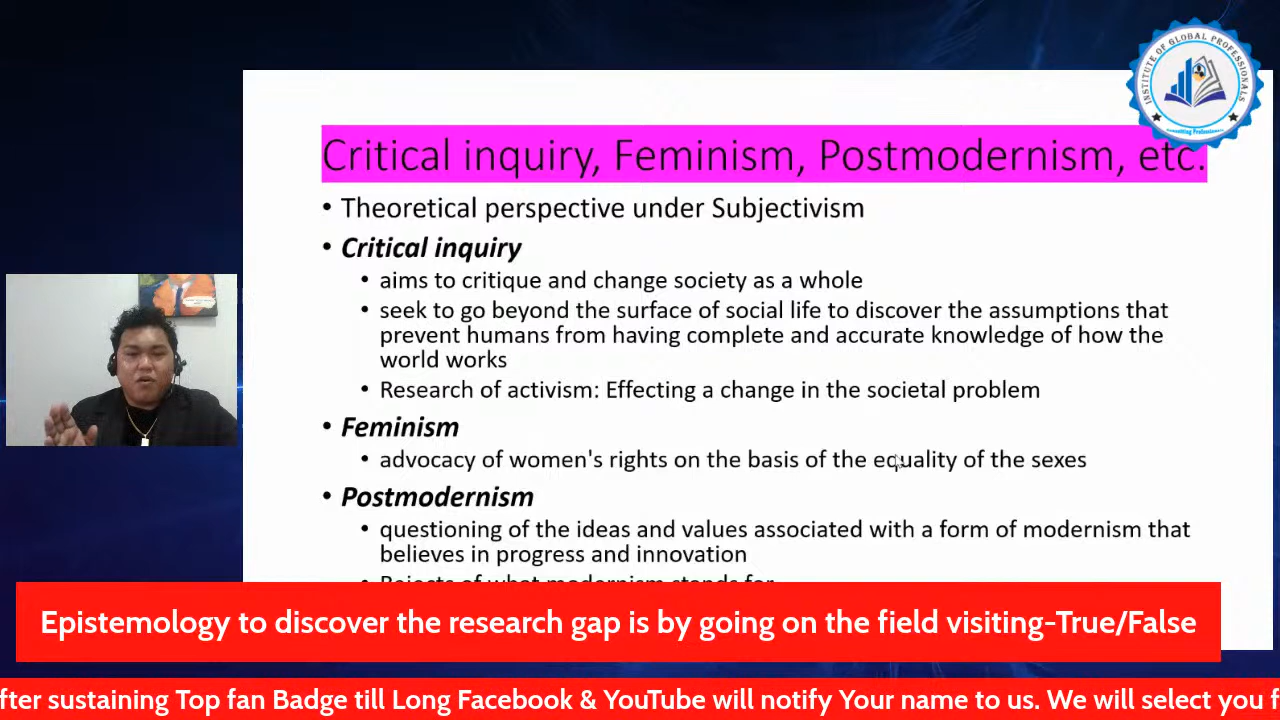 INSTITUTE OF GLOBAL PROFESSIONALS
Critical inquiry, Feminism, Postmodernism, etc.
• Theoretical perspective under Subjectivism
• Critical inquiry
• aims to critique and change society as a whole
• seek to go beyond the surface of social life to discover the assumptions that
prevent humans from having complete and accurate knowledge of how the
world works
• Research of activism: Effecting a change in the societal problem
• Feminism
• advocacy of women's rights on the basis of the equality of the sexes
• Postmodernism
• questioning of the ideas and values associated with a form of modernism that
believes in progress and innovation
• Rejects of what modernism stands for
Epistemology to discover the research gap is by going on the field visiting-True/False
fter sustaining Top fan Badge till Long Facebook & YouTube will notify Your name to us. We will select you f